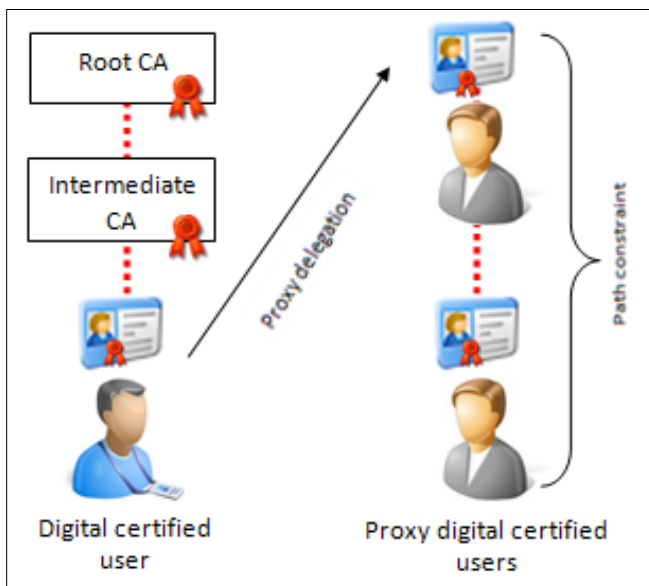 Root CA
Intermediate
CA
Proxy delegation
Path constraint
Digital certified
user
Proxy digital certified
users